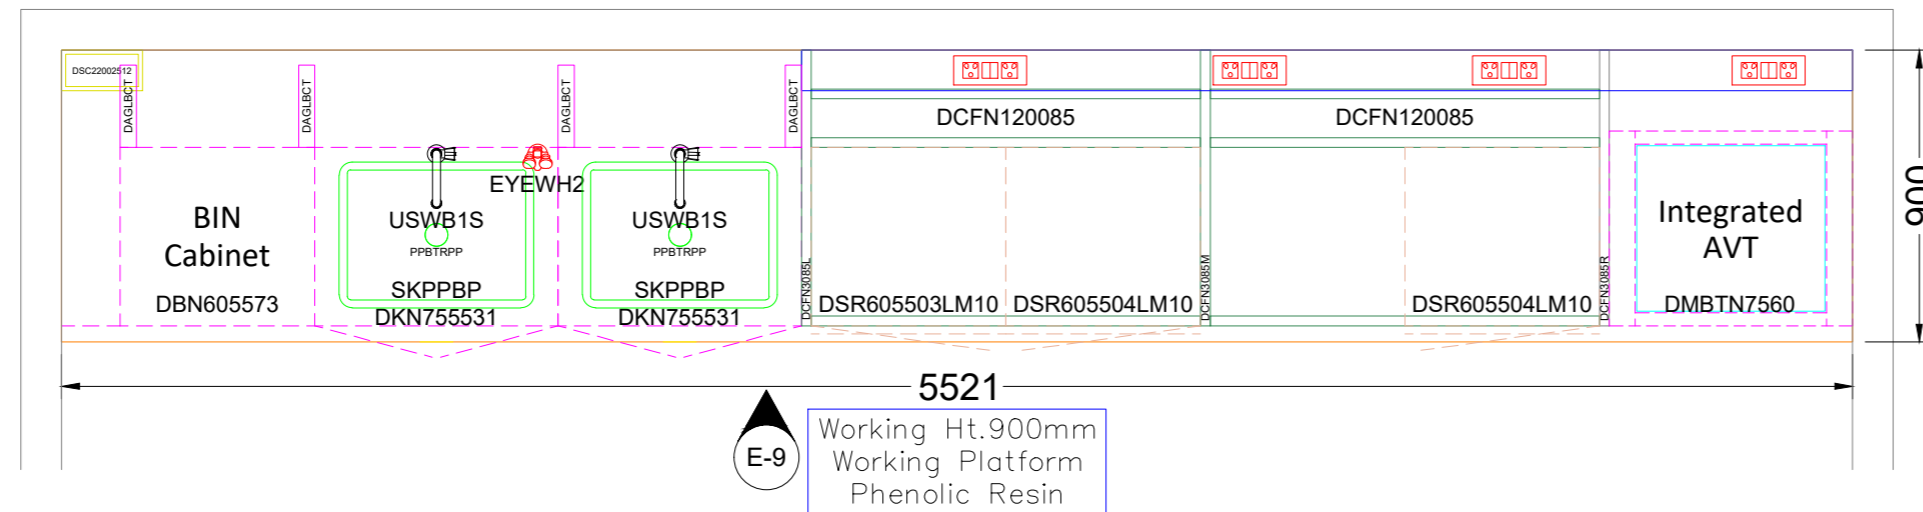 DSC22002512
DAGLBCT
DAGLBCT
DAGLBCT
DAGLBCT
DCFN120085
DCFN120085
EYEWH2
BIN
Cabinet
DBN605573
USWB1S
PPBTRPP
SKPPBP
DKN755531
USWB1S
PPBTRPP
SKPPBP
DKN755531
DCFN3085L
DSR605503LM10
DSR605504LM10
DCFN3085M
DSR605504LM10
DCFN3085R
Integrated
AVT
DMBTN7560
900
5521
E-9
Working Ht.900mm
Working Platform
Phenolic Resin